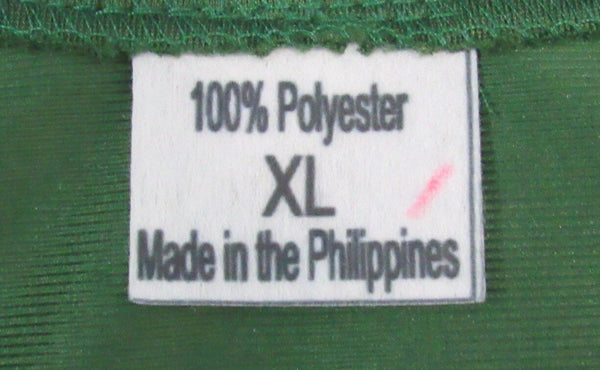 100% Polyester
XL
Made in the Philippines